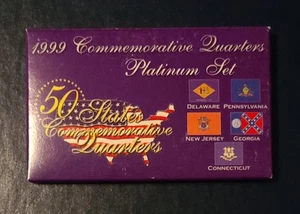 1999 Commemorative Quarters
Platinum Set
50 States
Commemorative
Quarters
DELAWARE PENNSYLVANIA
NEW JERSEY GEORGIA
CONNECTICUT